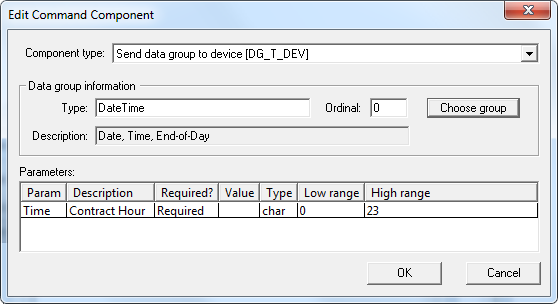 Edit Command Component
Component type: Send data group to device [DG_T_DEV]
Data group information
Type: DateTime Ordinal: 0 Choose group
Description: Date, Time, End-of-Day
Parameters:
Param Description Required? Value Type Low range High range
Time Contract Hour Required char 0 23
OK Cancel